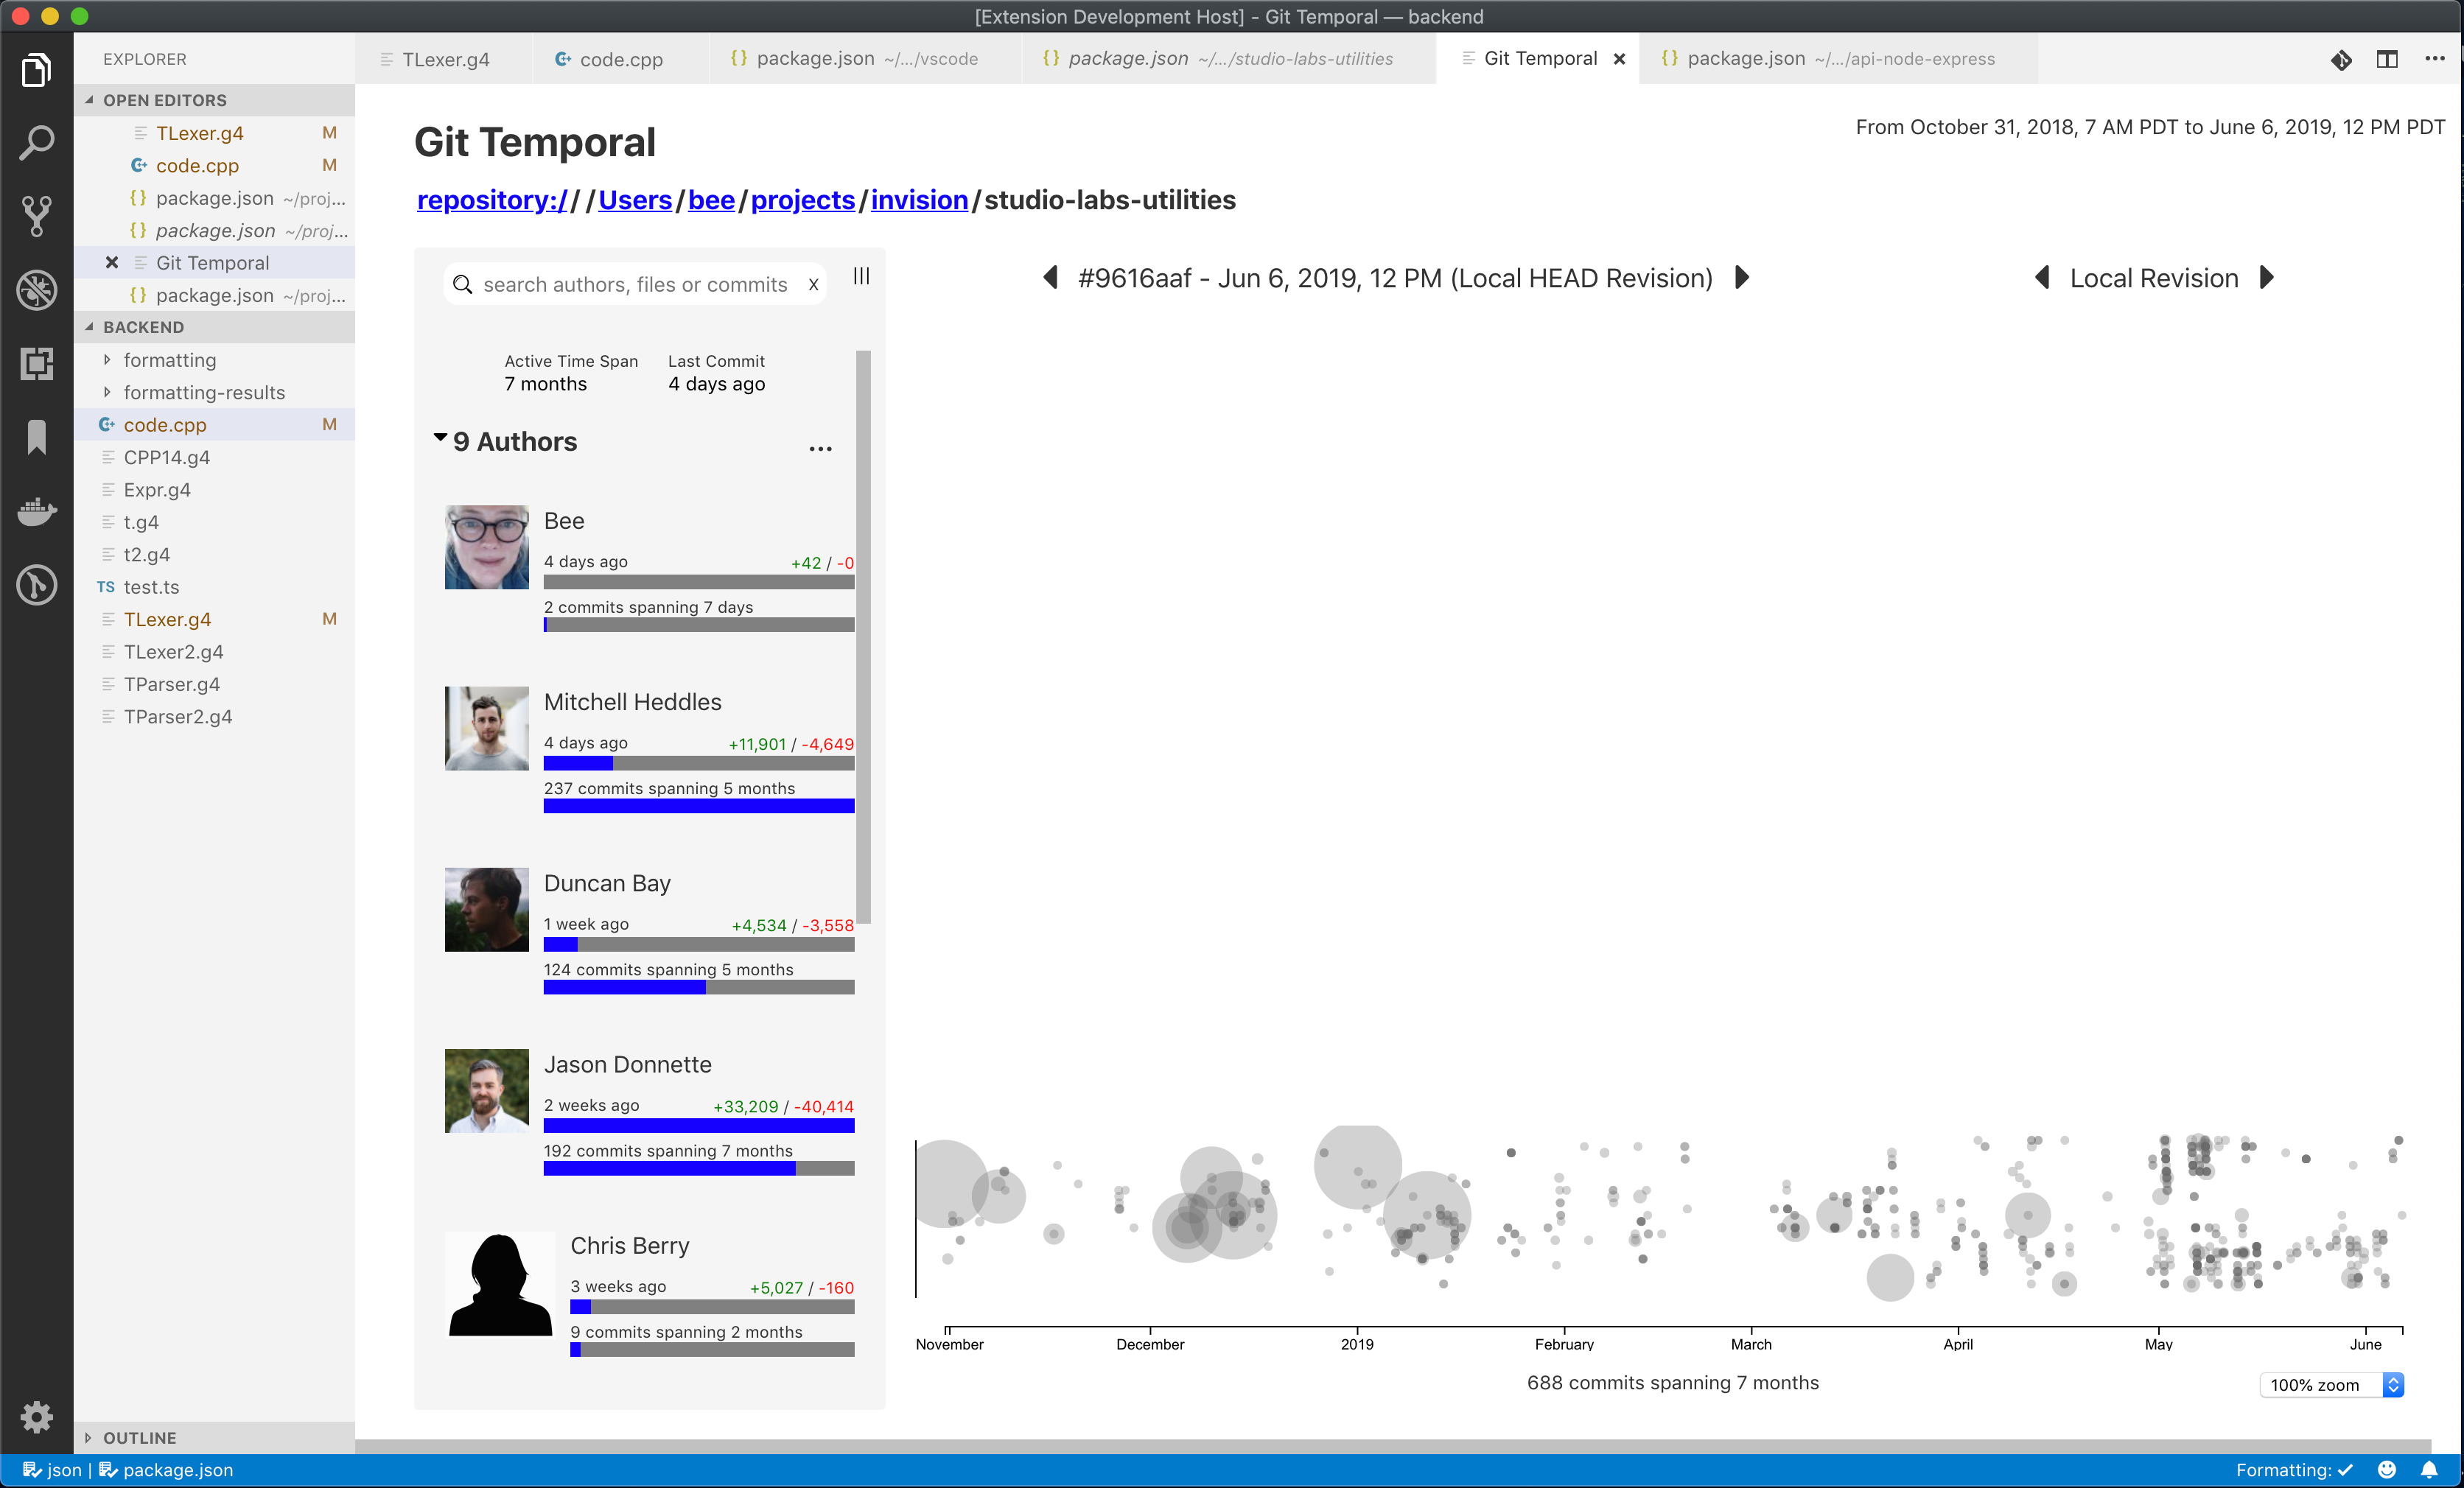 [Extension Development Host] - Git Temporal — backend
EXPLORER
TLexer.g4
code.cpp
{} package.json ~/.../vscode
{} package.json ~/.../studio-labs-utilities
Git Temporal
{} package.json ~/.../api-node-express
OPEN EDITORS
TLexer.g4 M
code.cpp M
{} package.json ~/proj...
{} package.json ~/proj...
Git Temporal
{} package.json ~/proj...
BACKEND
formatting
formatting-results
code.cpp M
CPP14.g4
Expr.g4
t.g4
t2.g4
TS test.ts
TLexer.g4 M
TLexer2.g4
TParser.g4
TParser2.g4
OUTLINE
Git Temporal
From October 31, 2018, 7 AM PDT to June 6, 2019, 12 PM PDT
repository:///Users/bee/projects/invision/studio-labs-utilities
search authors, files or commits X
#9616aaf - Jun 6, 2019, 12 PM (Local HEAD Revision)
Local Revision
Active Time Span Last Commit
7 months 4 days ago
9 Authors ...
Bee
4 days ago +42 / -0
2 commits spanning 7 days
Mitchell Heddles
4 days ago +11,901 / -4,649
237 commits spanning 5 months
Duncan Bay
1 week ago +4,534 / -3,558
124 commits spanning 5 months
Jason Donnette
2 weeks ago +33,209 / -40,414
192 commits spanning 7 months
Chris Berry
3 weeks ago +5,027 / -160
9 commits spanning 2 months
November December 2019 February March April May June
688 commits spanning 7 months
100% zoom
json | package.json
Formatting: